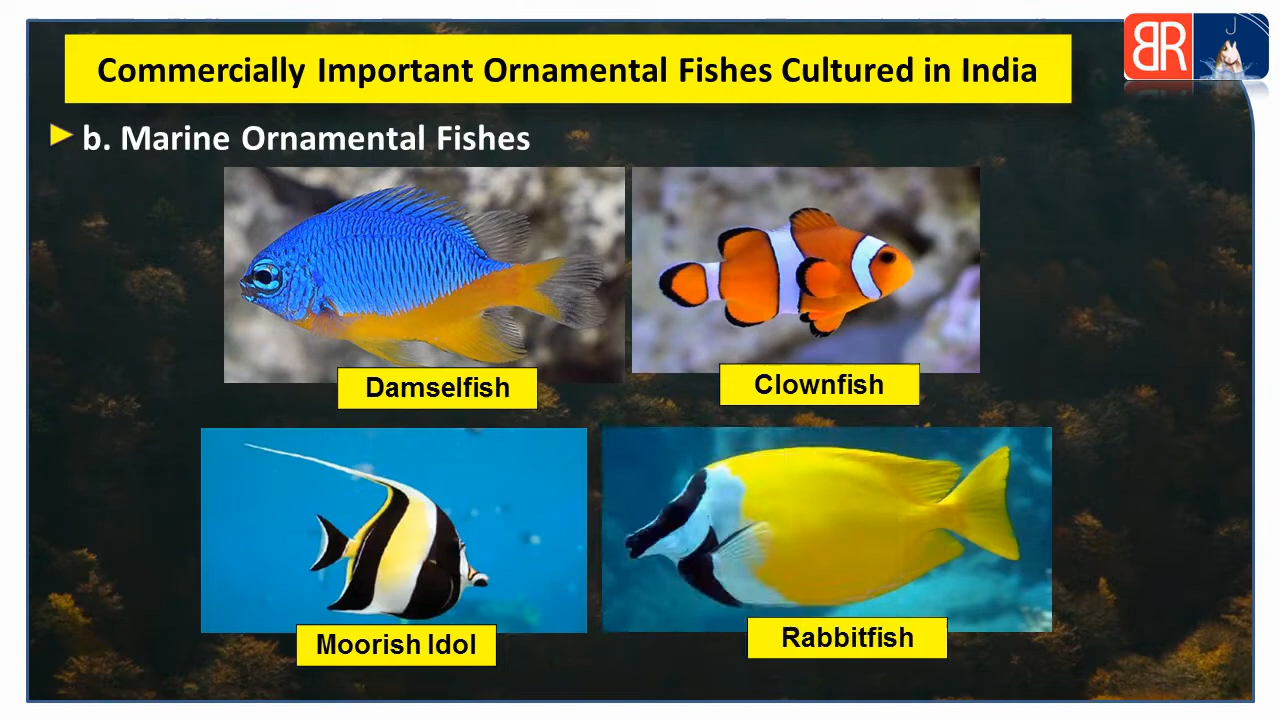 Commercially Important Ornamental Fishes Cultured in India
BR
b. Marine Ornamental Fishes
Damselfish
Clownfish
Moorish Idol
Rabbitfish